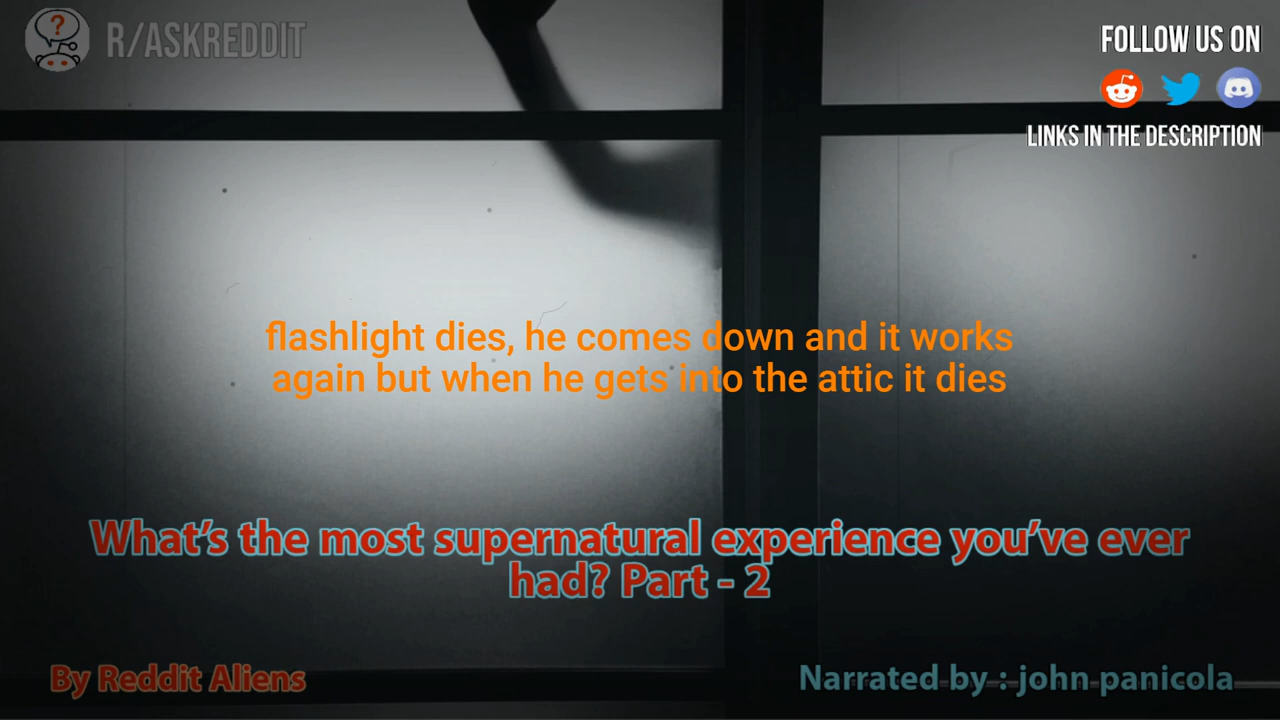 R/ASKREDDIT
FOLLOW US ON
LINKS IN THE DESCRIPTION
flashlight dies, he comes down and it works
again but when he gets into the attic it dies
What's the most supernatural experience you've ever
had? Part - 2
By Reddit Aliens
Narrated by : john panicola